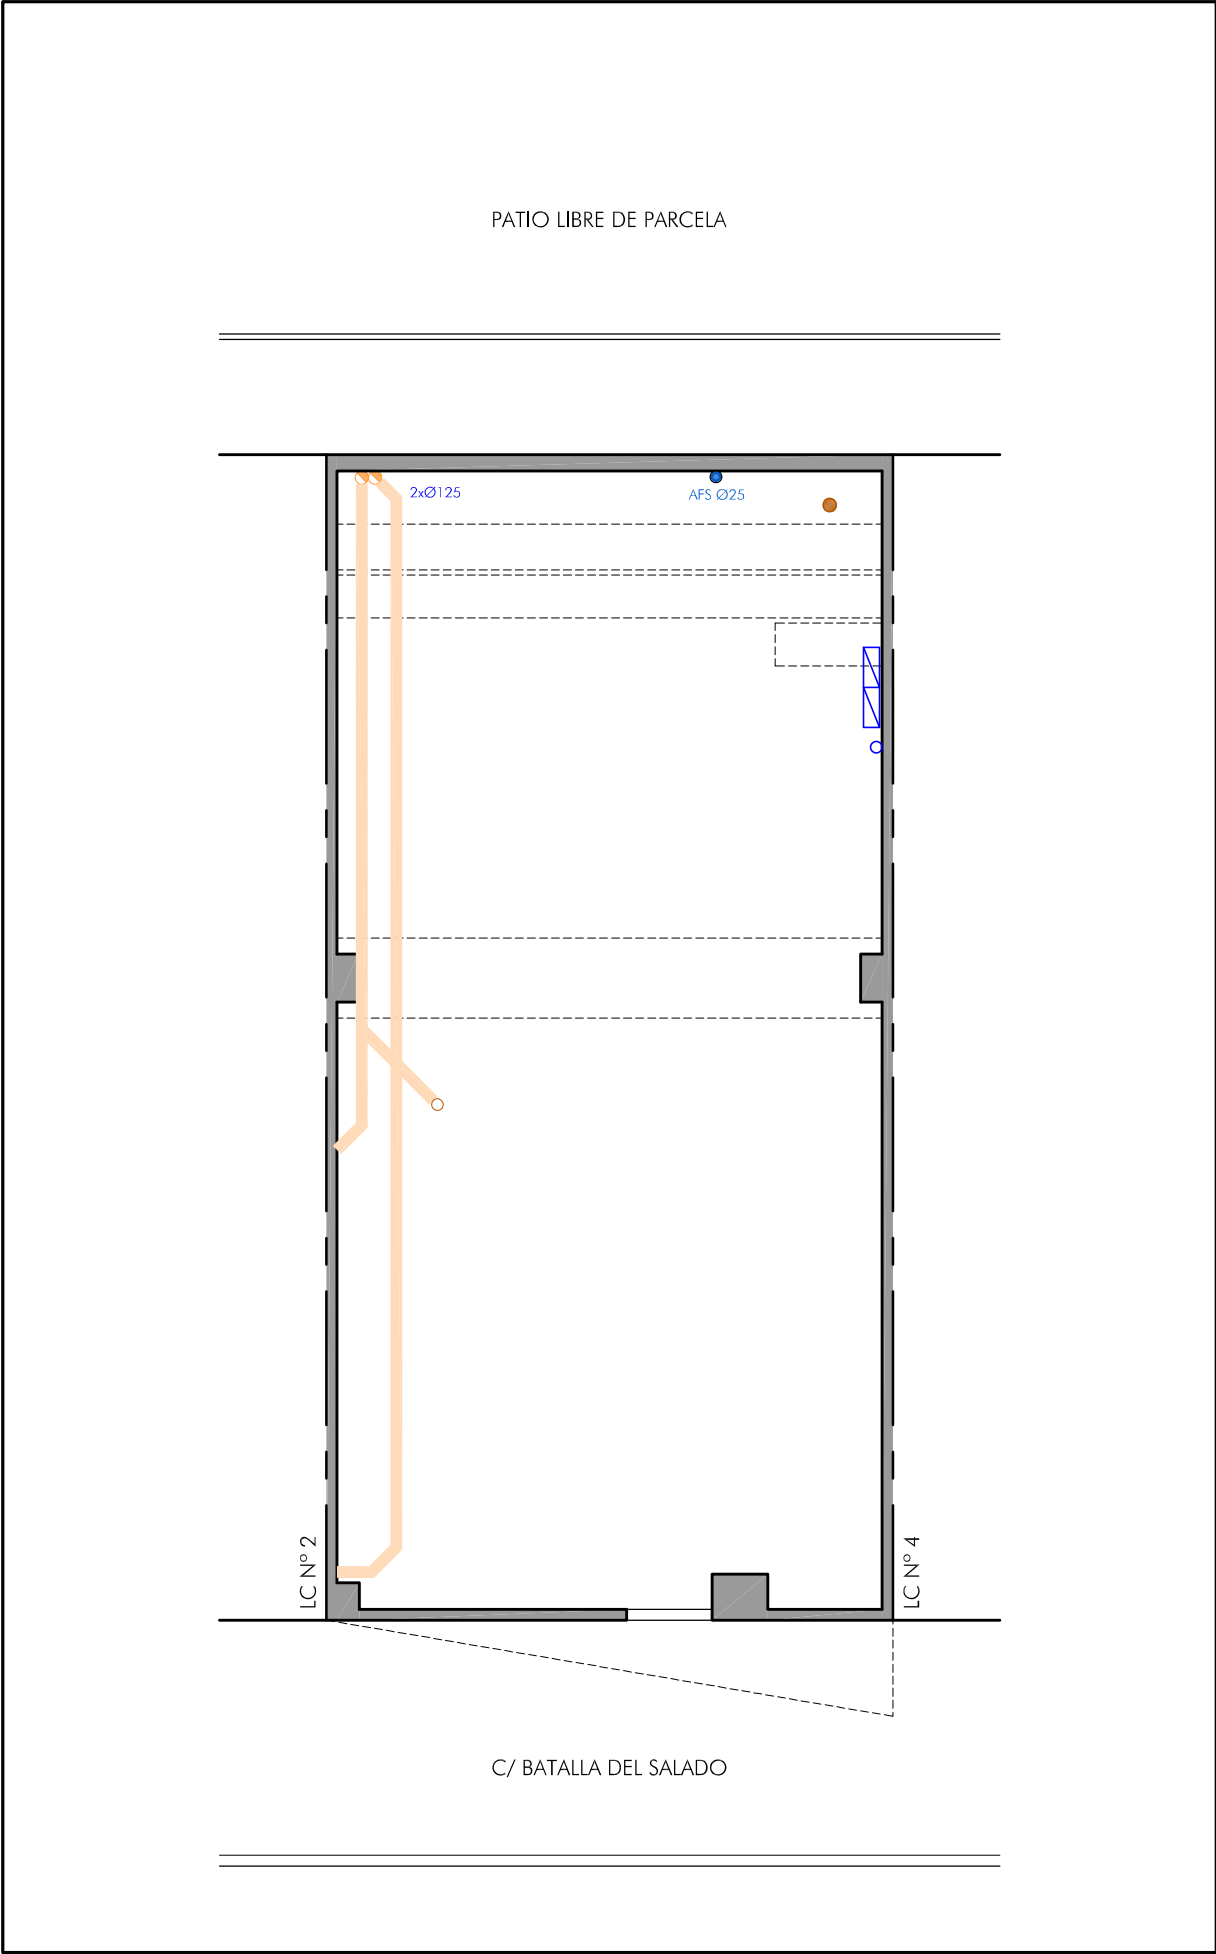 PATIO LIBRE DE PARCELA
2xØ125
AFS Ø25
LC Nº 2
LC Nº 4
C/ BATALLA DEL SALADO